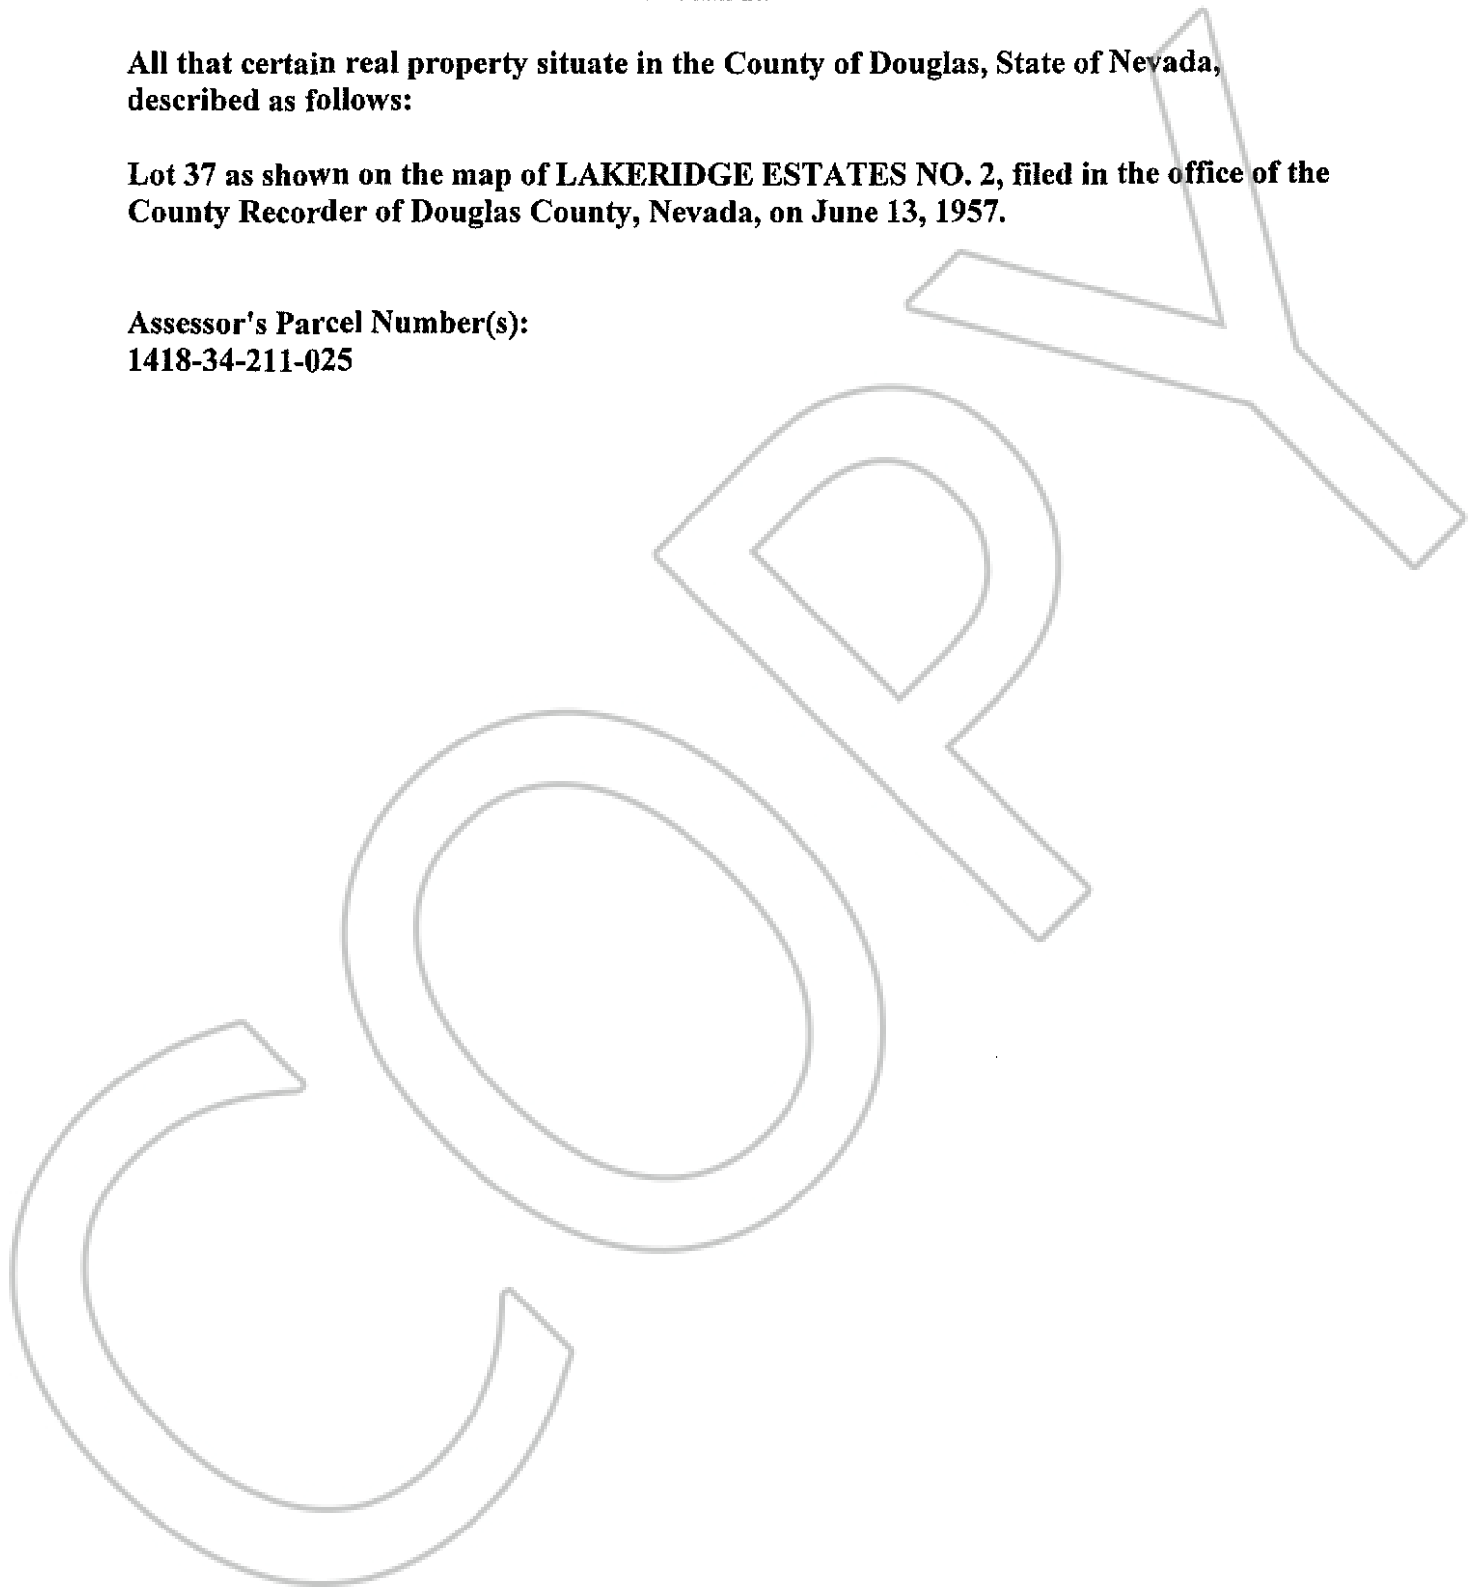 All that certain real property situate in the County of Douglas, State of Nevada,
described as follows:
Lot 37 as shown on the map of LAKERIDGE ESTATES NO. 2, filed in the office of the
County Recorder of Douglas County, Nevada, on June 13, 1957.
Assessor's Parcel Number(s):
1418-34-211-025
COPY